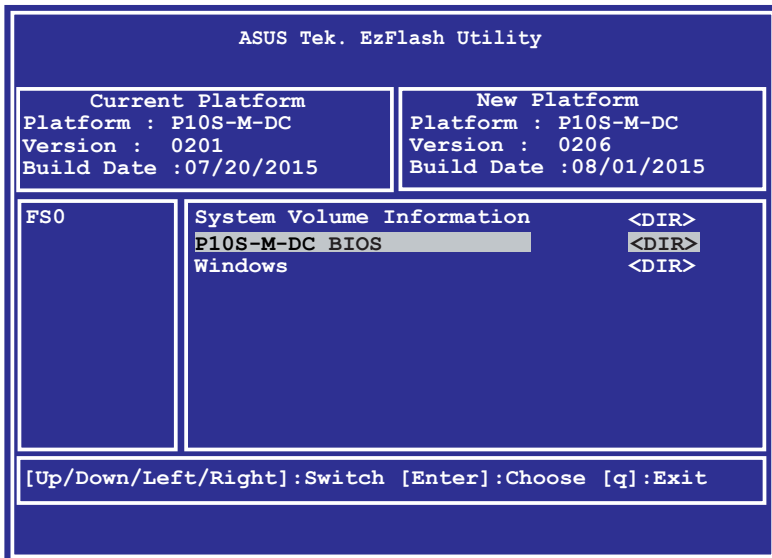 ASUS Tek. EzFlash Utility
Current Platform
Platform : P10S-M-DC
Version : 0201
Build Date :07/20/2015
New Platform
Platform : P10S-M-DC
Version : 0206
Build Date :08/01/2015
FS0
System Volume Information <DIR>
P10S-M-DC BIOS <DIR>
Windows <DIR>
[Up/Down/Left/Right]:Switch [Enter]:Choose [q]:Exit